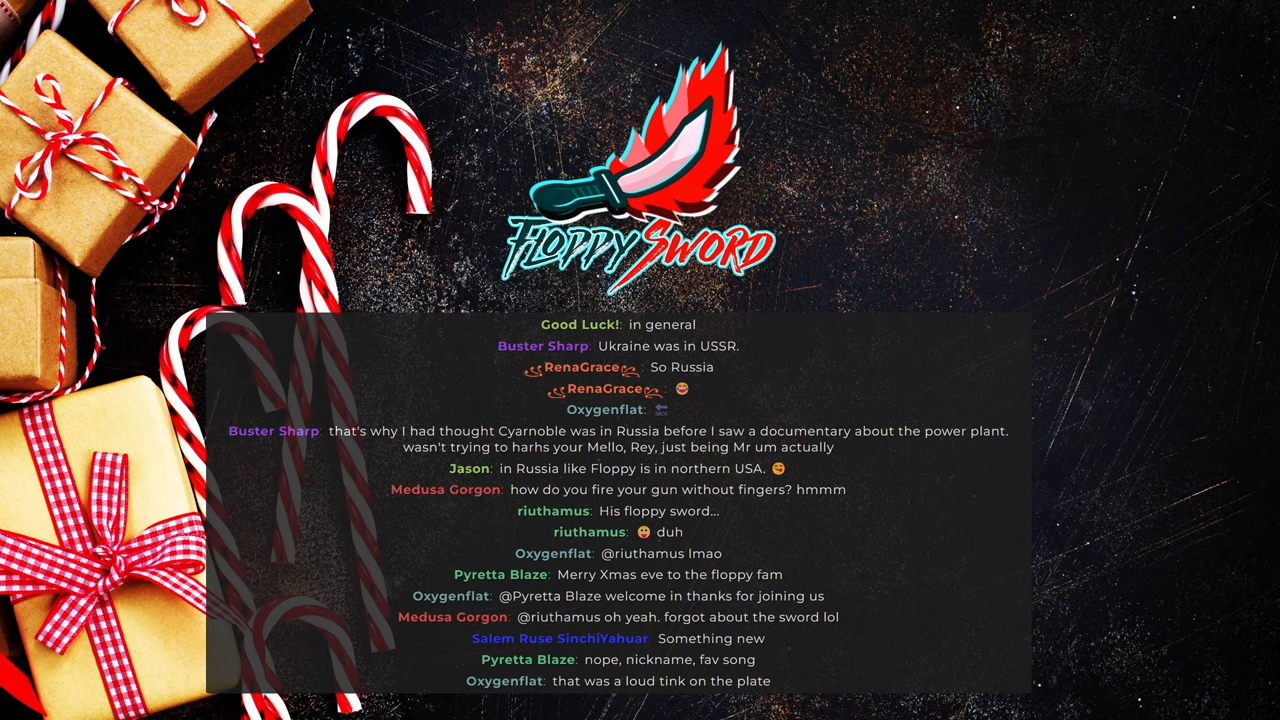 Floppy Sword
Good Luck!: in general
Buster Sharp: Ukraine was in USSR.
RenaGrace: So Russia
RenaGrace: 😂
Oxygenflat: 🔙
Buster Sharp: that's why I had thought Cyarnoble was in Russia before I saw a documentary about the power plant.
wasn't trying to harhs your Mello, Rey, just being Mr um actually
Jason: in Russia like Floppy is in northern USA. 😋
Medusa Gorgon: how do you fire your gun without fingers? hmmm
riuthamus: His floppy sword...
riuthamus: 😛 duh
Oxygenflat: @riuthamus lmao
Pyretta Blaze: Merry Xmas eve to the floppy fam
Oxygenflat: @Pyretta Blaze welcome in thanks for joining us
Medusa Gorgon: @riuthamus oh yeah. forgot about the sword lol
Salem Ruse SinchiYahuar: Something new
Pyretta Blaze: nope, nickname, fav song
Oxygenflat: that was a loud tink on the plate